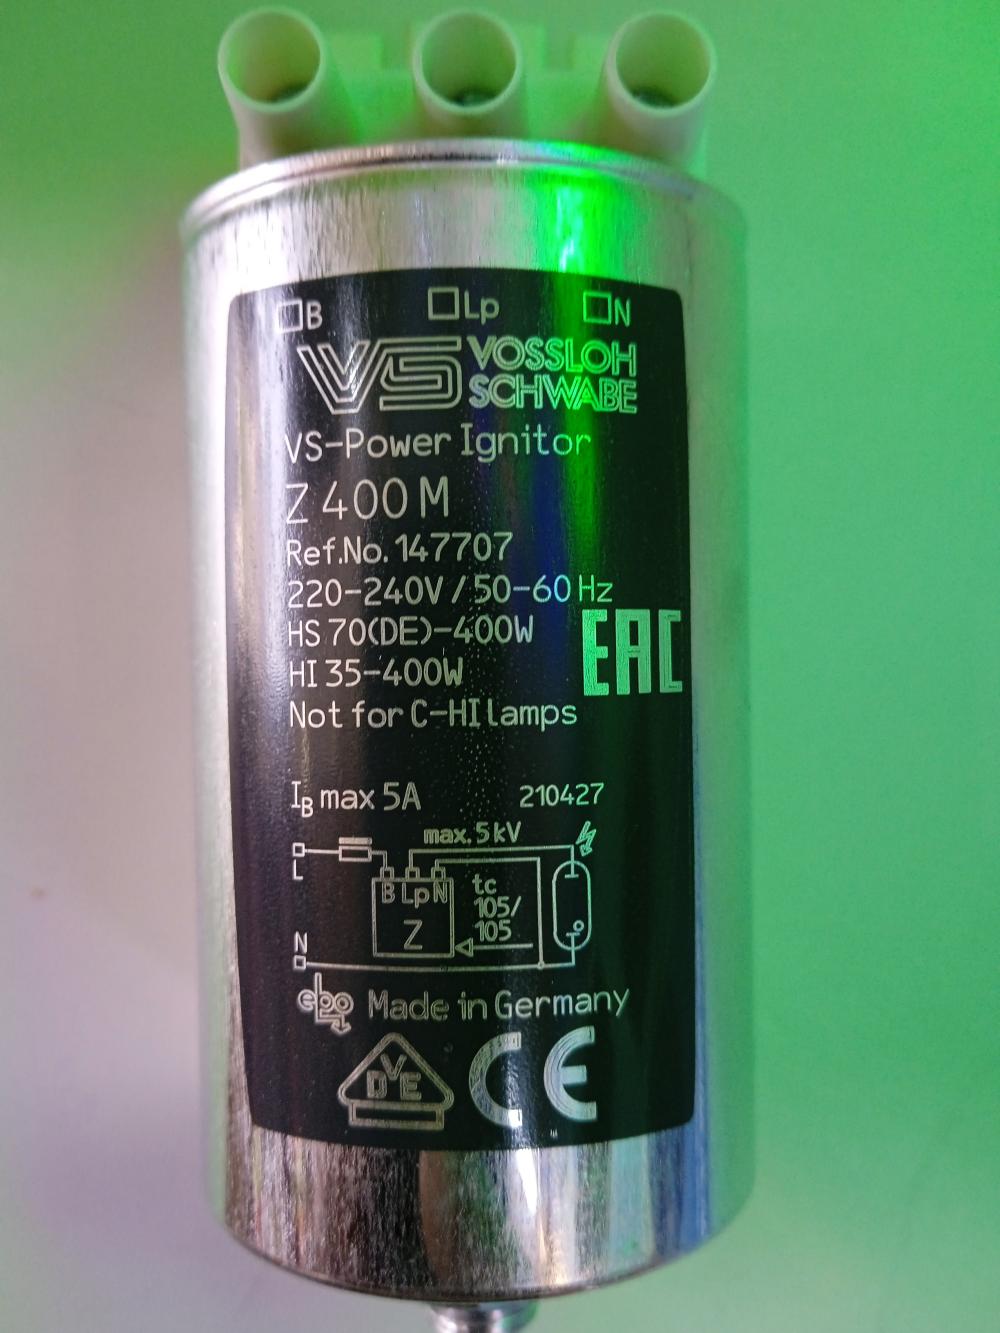 B Lp N
VS VOSSLOH
SCHWABE
VS-Power Ignitor
Z 400 M
Ref.No. 147707
220-240V / 50-60 Hz
HS 70(DE)-400W
HI 35-400W
EAC
Not for C-HI lamps
IB max 5A 210427
max. 5 kV
L
B Lp N
tc
105/
105
Z
N
ebo Made in Germany
DVE
CE